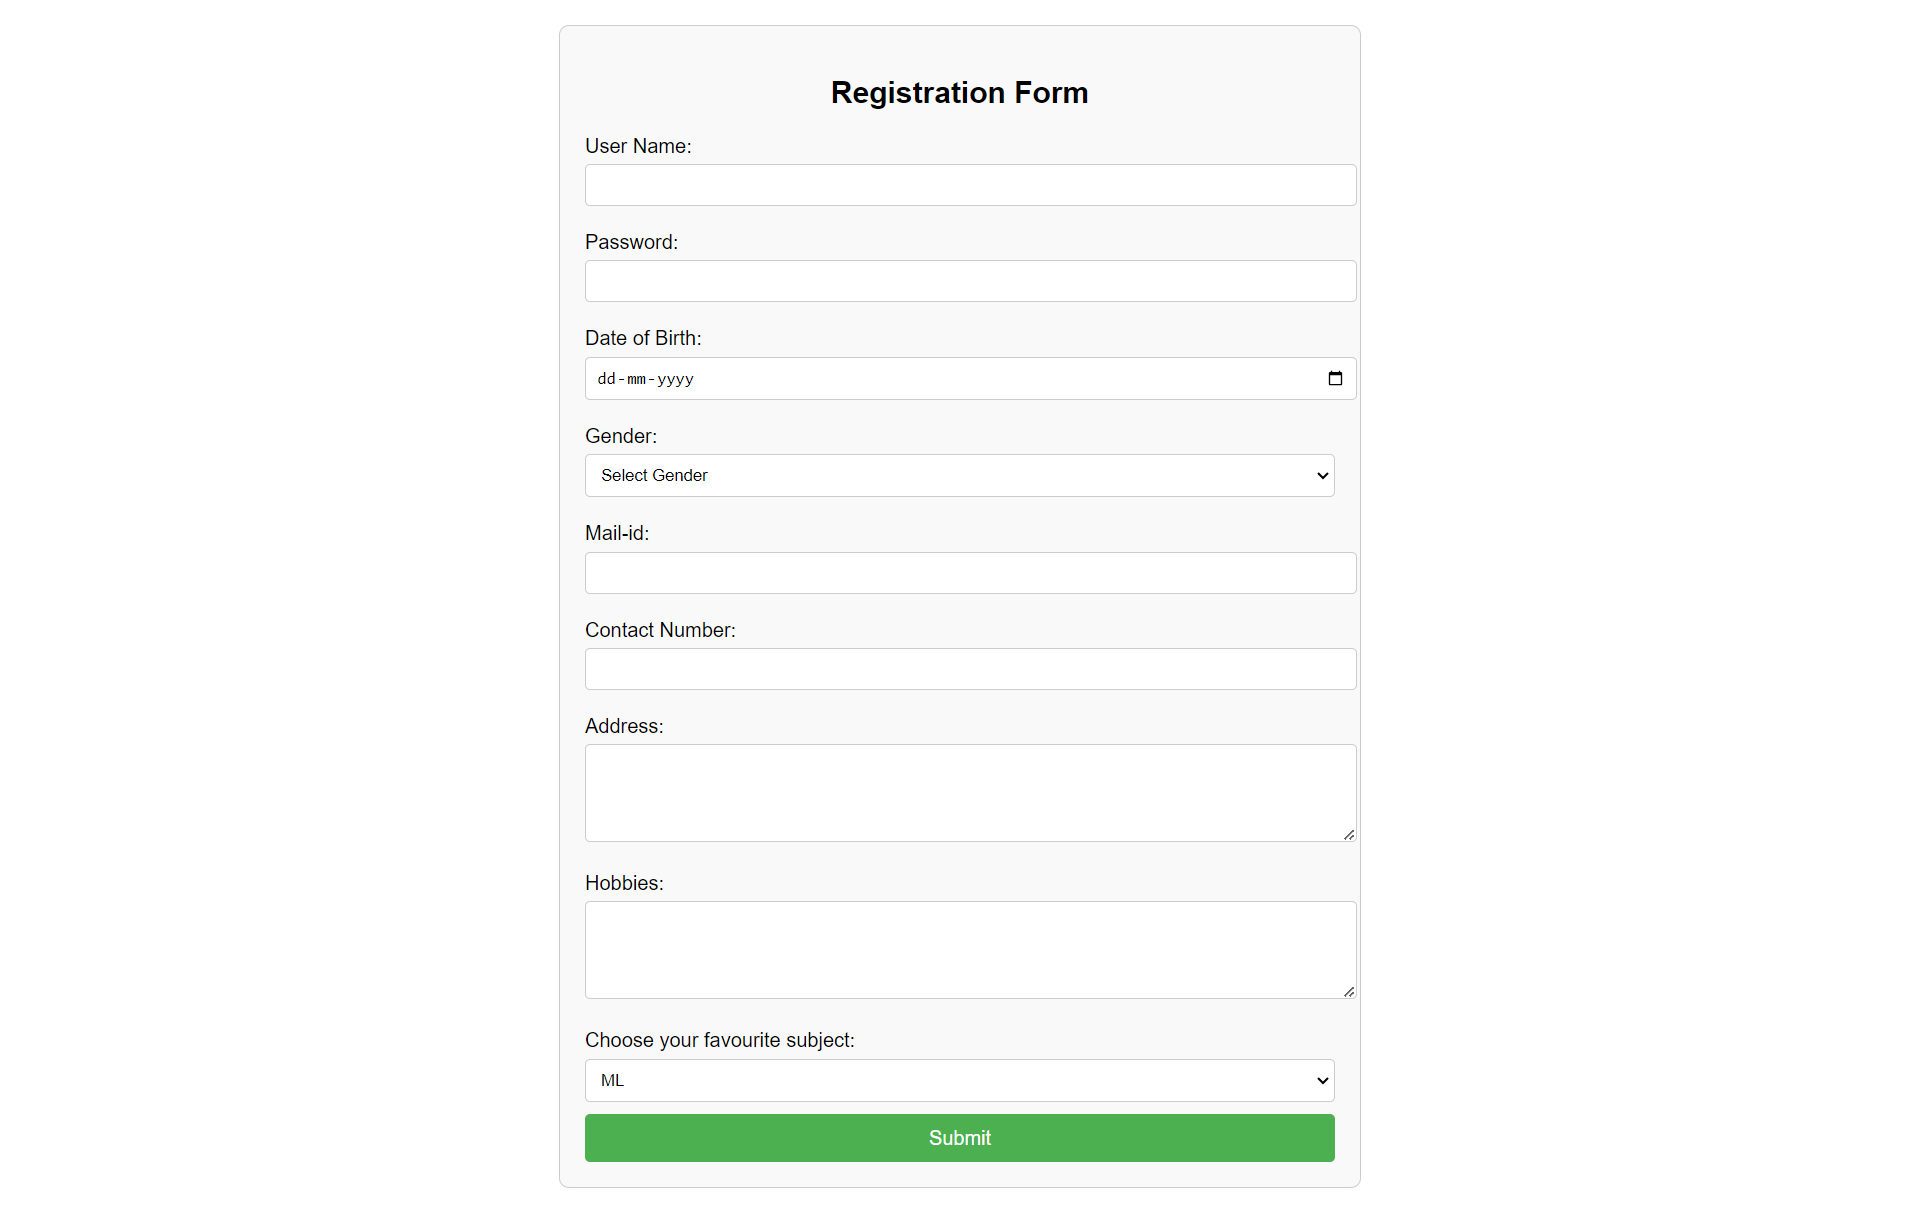 Registration Form
User Name:
Password:
Date of Birth:
dd-mm-yyyy
Gender:
Select Gender
Mail-id:
Contact Number:
Address:
Hobbies:
Choose your favourite subject:
ML
Submit